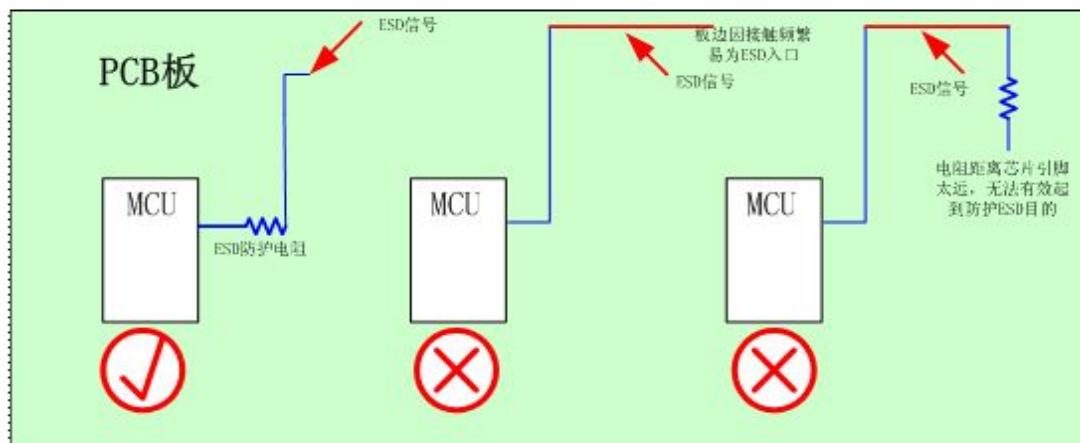 PCB板
ESD信号
MCU
ESD防护电阻
板边因接触频繁
易为ESD入口
ESD信号
MCU
ESD信号
电阻距离芯片引脚
太远，无法有效起
到防护ESD目的
MCU